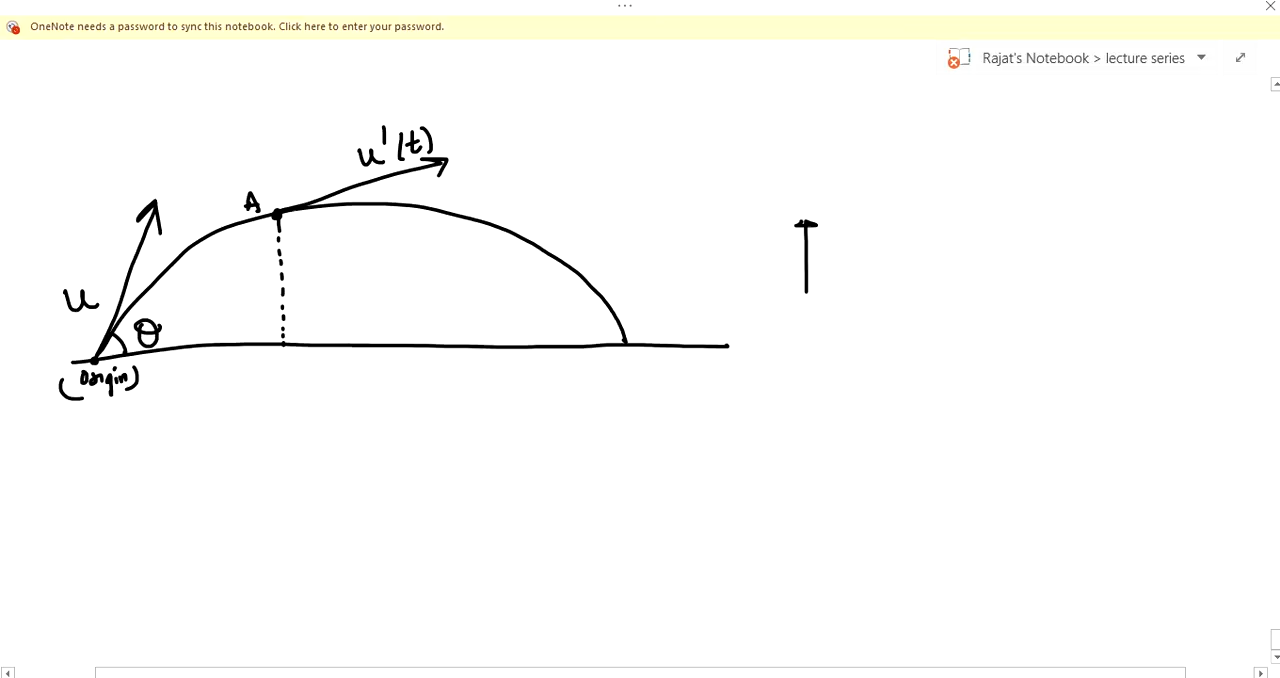 OneNote needs a password to sync this notebook. Click here to enter your password.
Rajat's Notebook > lecture series
u'(t)
A
u
θ
(origin)